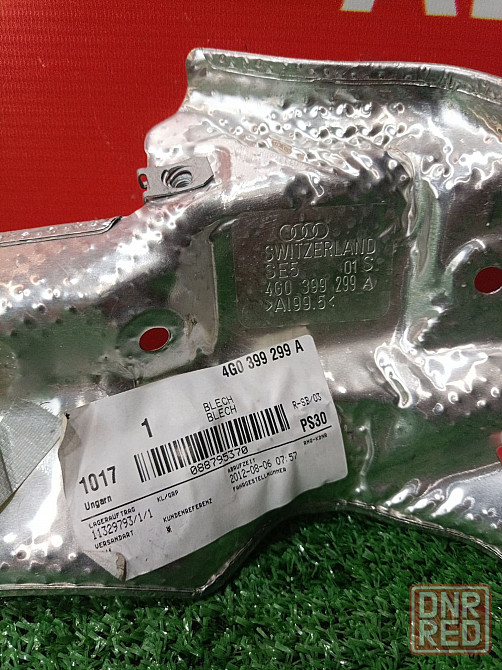 SWITZERLAND
SE5 01 S
4G0 399 299 A
>Al99.5<
4G0 399 299 A
BLECH
BLECH
1
R-SB/03
PS30
1017
Ungarn
088795370
KL/GRP
ABRUFZEIT
2012-08-06 07:57
FAHRGESTELLNUMMER
LAGERAUFTRAG
11329793/1/1
KUNDENREFERENZ
VERSANDART
W
DNR
RED